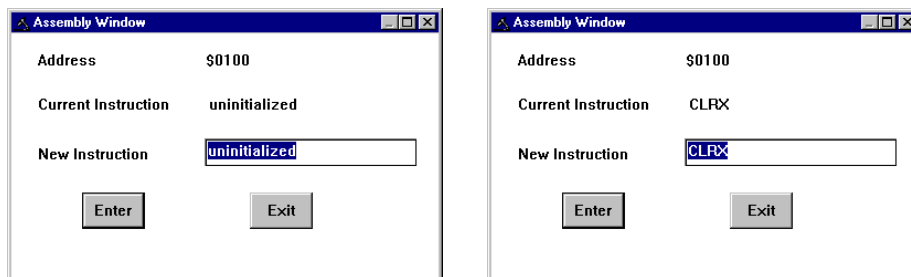 Assembly Window
Address $0100
Current Instruction uninitialized
New Instruction uninitialized
Enter Exit
Assembly Window
Address $0100
Current Instruction CLRX
New Instruction CLRX
Enter Exit